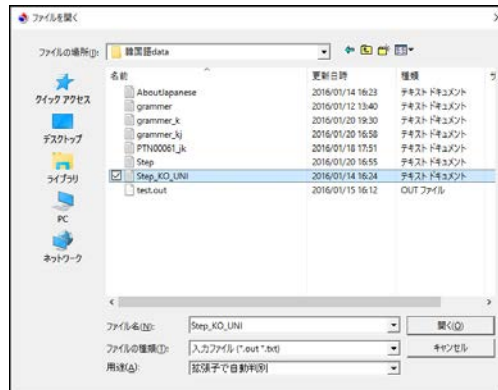 ファイルを開く
ファイルの場所(I): 韓国語data
名前 更新日時 種類
AboutJapanese 2016/01/14 16:23 テキスト ドキュメント
grammer 2016/01/12 13:40 テキスト ドキュメント
grammer_k 2016/01/20 19:30 テキスト ドキュメント
grammer_kj 2016/01/20 16:58 テキスト ドキュメント
PTN00061_jk 2016/01/18 17:51 テキスト ドキュメント
Step 2016/01/20 16:55 テキスト ドキュメント
Step_KO_UNI 2016/01/14 16:24 テキスト ドキュメント
test.out 2016/01/15 16:12 OUT ファイル
クイック アクセス
デスクトップ
ライブラリ
PC
ネットワーク
ファイル名(N): Step_KO_UNI 開く(O)
ファイルの種類(T): 入力ファイル (*.out *.txt) キャンセル
用途(A): 拡張子で自動判別